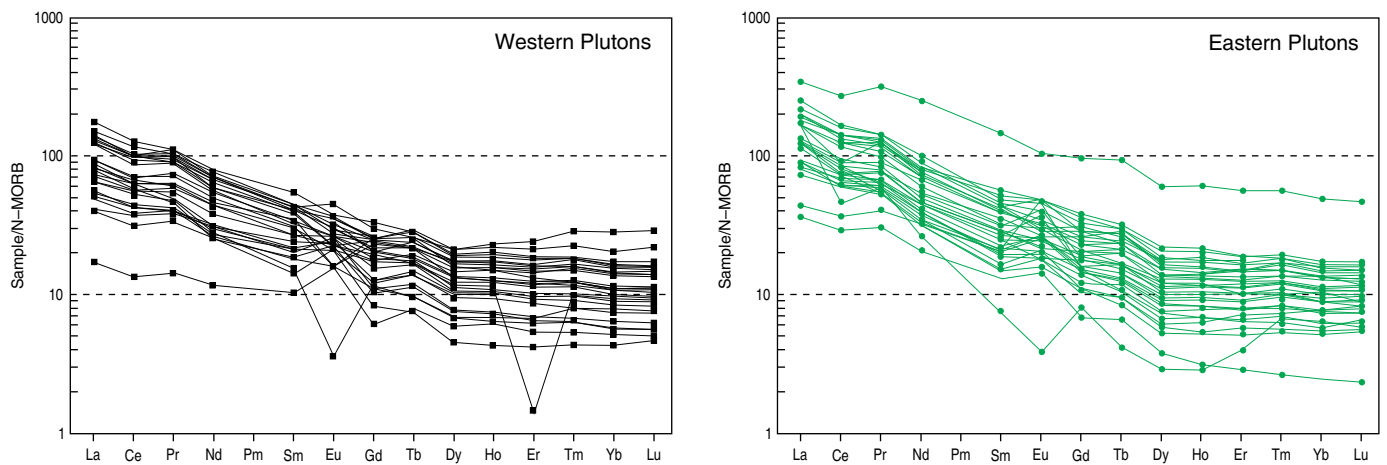 Western Plutons
Sample/N–MORB
1000
100
10
1
La Ce Pr Nd Pm Sm Eu Gd Tb Dy Ho Er Tm Yb Lu
Eastern Plutons
Sample/N–MORB
1000
100
10
1
La Ce Pr Nd Pm Sm Eu Gd Tb Dy Ho Er Tm Yb Lu